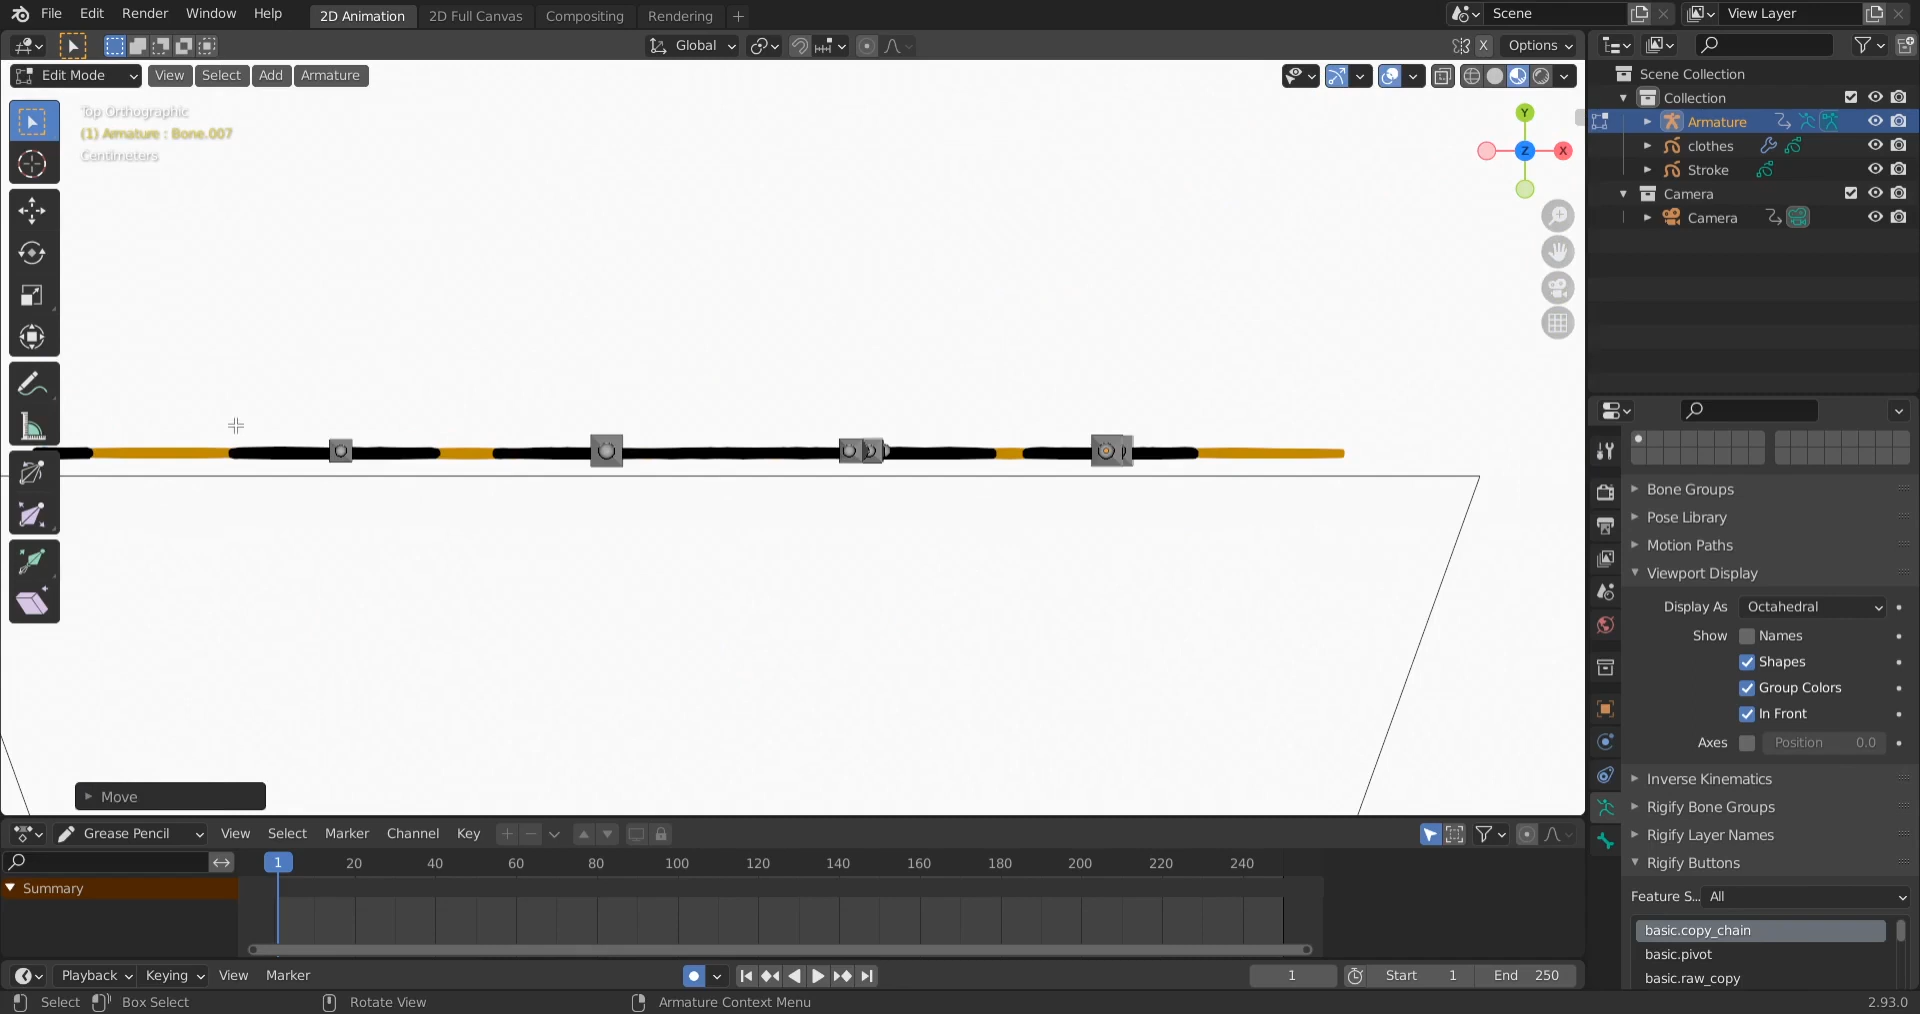 File Edit Render Window Help 2D Animation 2D Full Canvas Compositing Rendering + Scene View Layer
Global X Options
Edit Mode View Select Add Armature
Top Orthographic
(1) Armature : Bone.007
Centimeters
Y
Z X
Move
Scene Collection
Collection
Armature
clothes
Stroke
Camera
Camera
Bone Groups
Pose Library
Motion Paths
Viewport Display
Display As Octahedral
Show Names
Shapes
Group Colors
In Front
Axes Position 0.0
Inverse Kinematics
Rigify Bone Groups
Rigify Layer Names
Rigify Buttons
Feature S... All
basic.copy_chain
basic.pivot
basic.raw_copy
Grease Pencil View Select Marker Channel Key
1 20 40 60 80 100 120 140 160 180 200 220 240
Summary
Playback Keying View Marker 1 Start 1 End 250
Select Box Select Rotate View Armature Context Menu 2.93.0